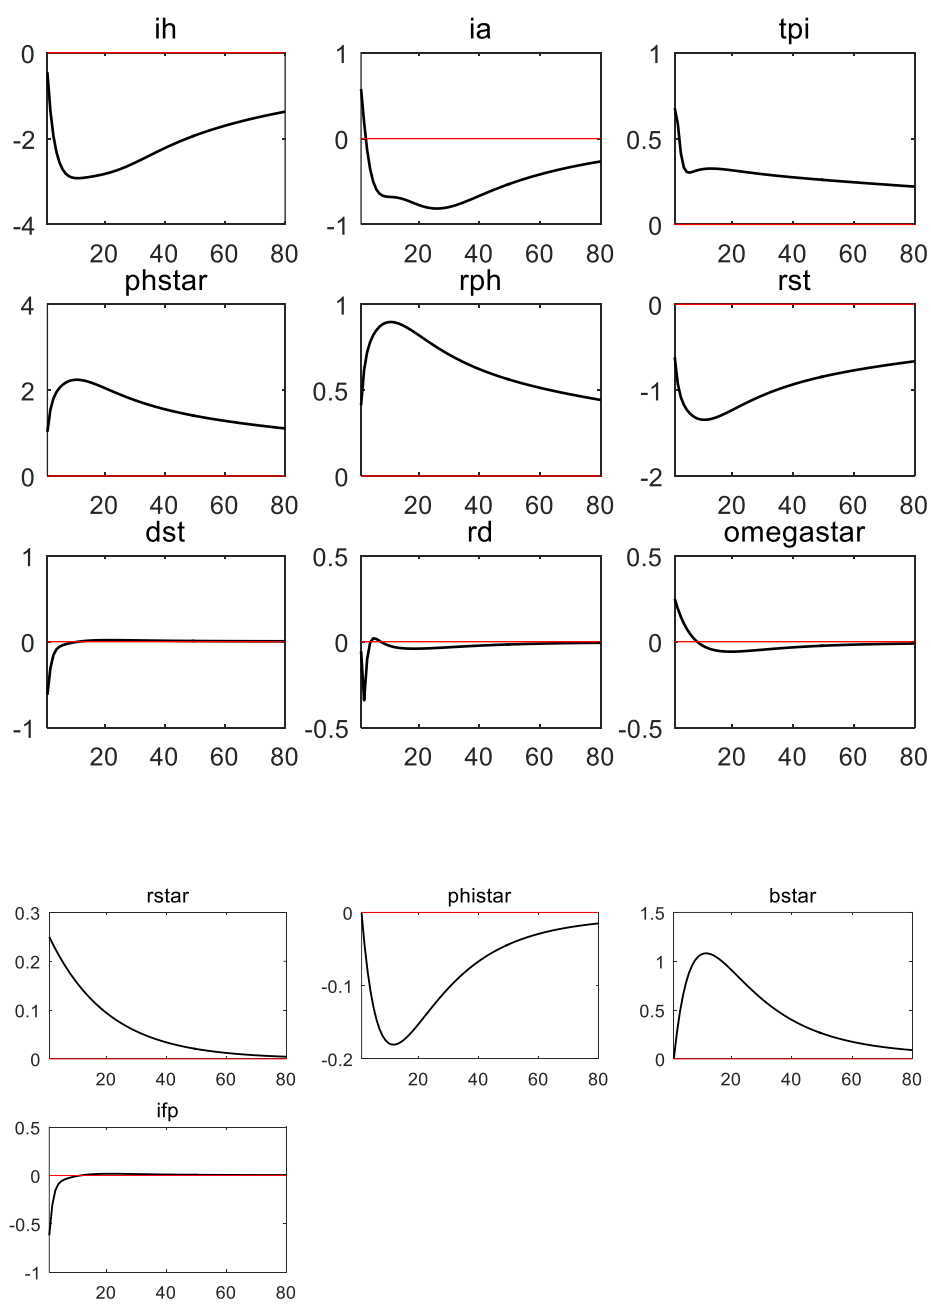 ih ia tpi
0 1 1
-2 0 0.5
-4 -1 0
20 40 60 80 20 40 60 80 20 40 60 80
phstar rph rst
4 1 0
2 0.5 -1
0 0 -2
20 40 60 80 20 40 60 80 20 40 60 80
dst rd omegastar
1 0.5 0.5
0 0 0
-1 -0.5 -0.5
20 40 60 80 20 40 60 80 20 40 60 80
rstar phistar bstar
0.3 0 1.5
0.2 1
-0.1
0.1 0.5
0 -0.2 0
20 40 60 80 20 40 60 80 20 40 60 80
ifp
0.5
0
-0.5
-1
20 40 60 80